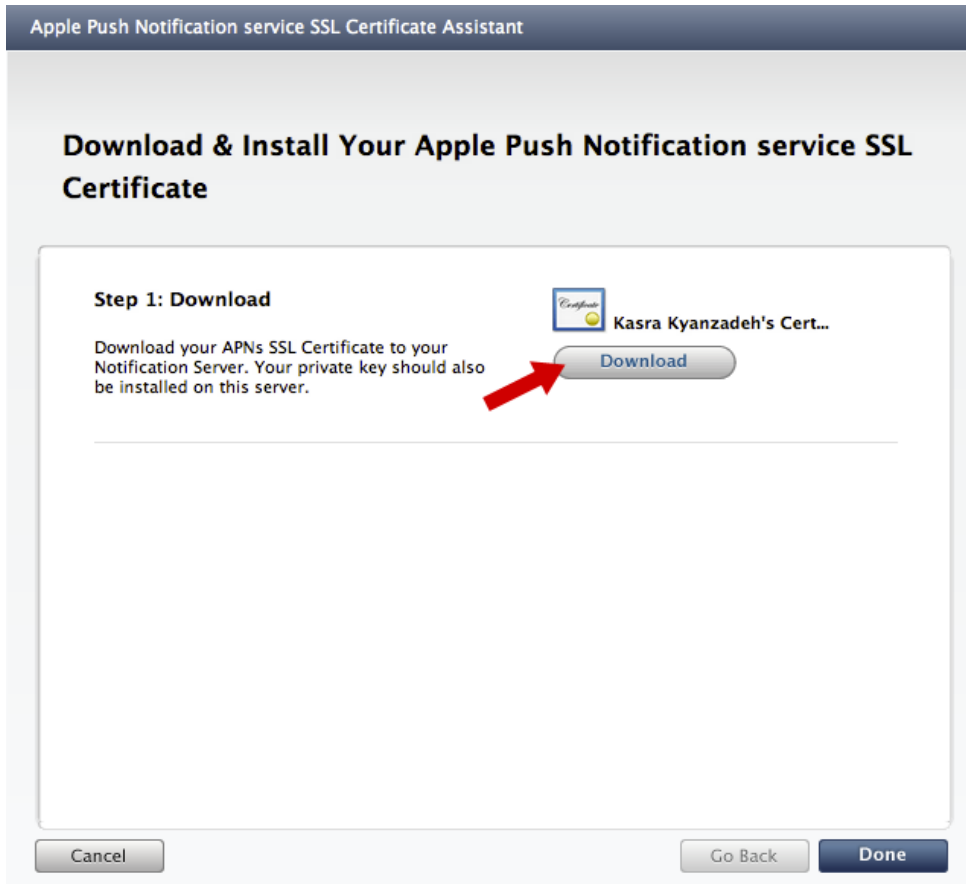 Apple Push Notification service SSL Certificate Assistant
Download & Install Your Apple Push Notification service SSL
Certificate
Step 1: Download
Download your APNs SSL Certificate to your
Notification Server. Your private key should also
be installed on this server.
Certificate
Kasra Kyanzadeh's Cert...
Download
Cancel
Go Back
Done